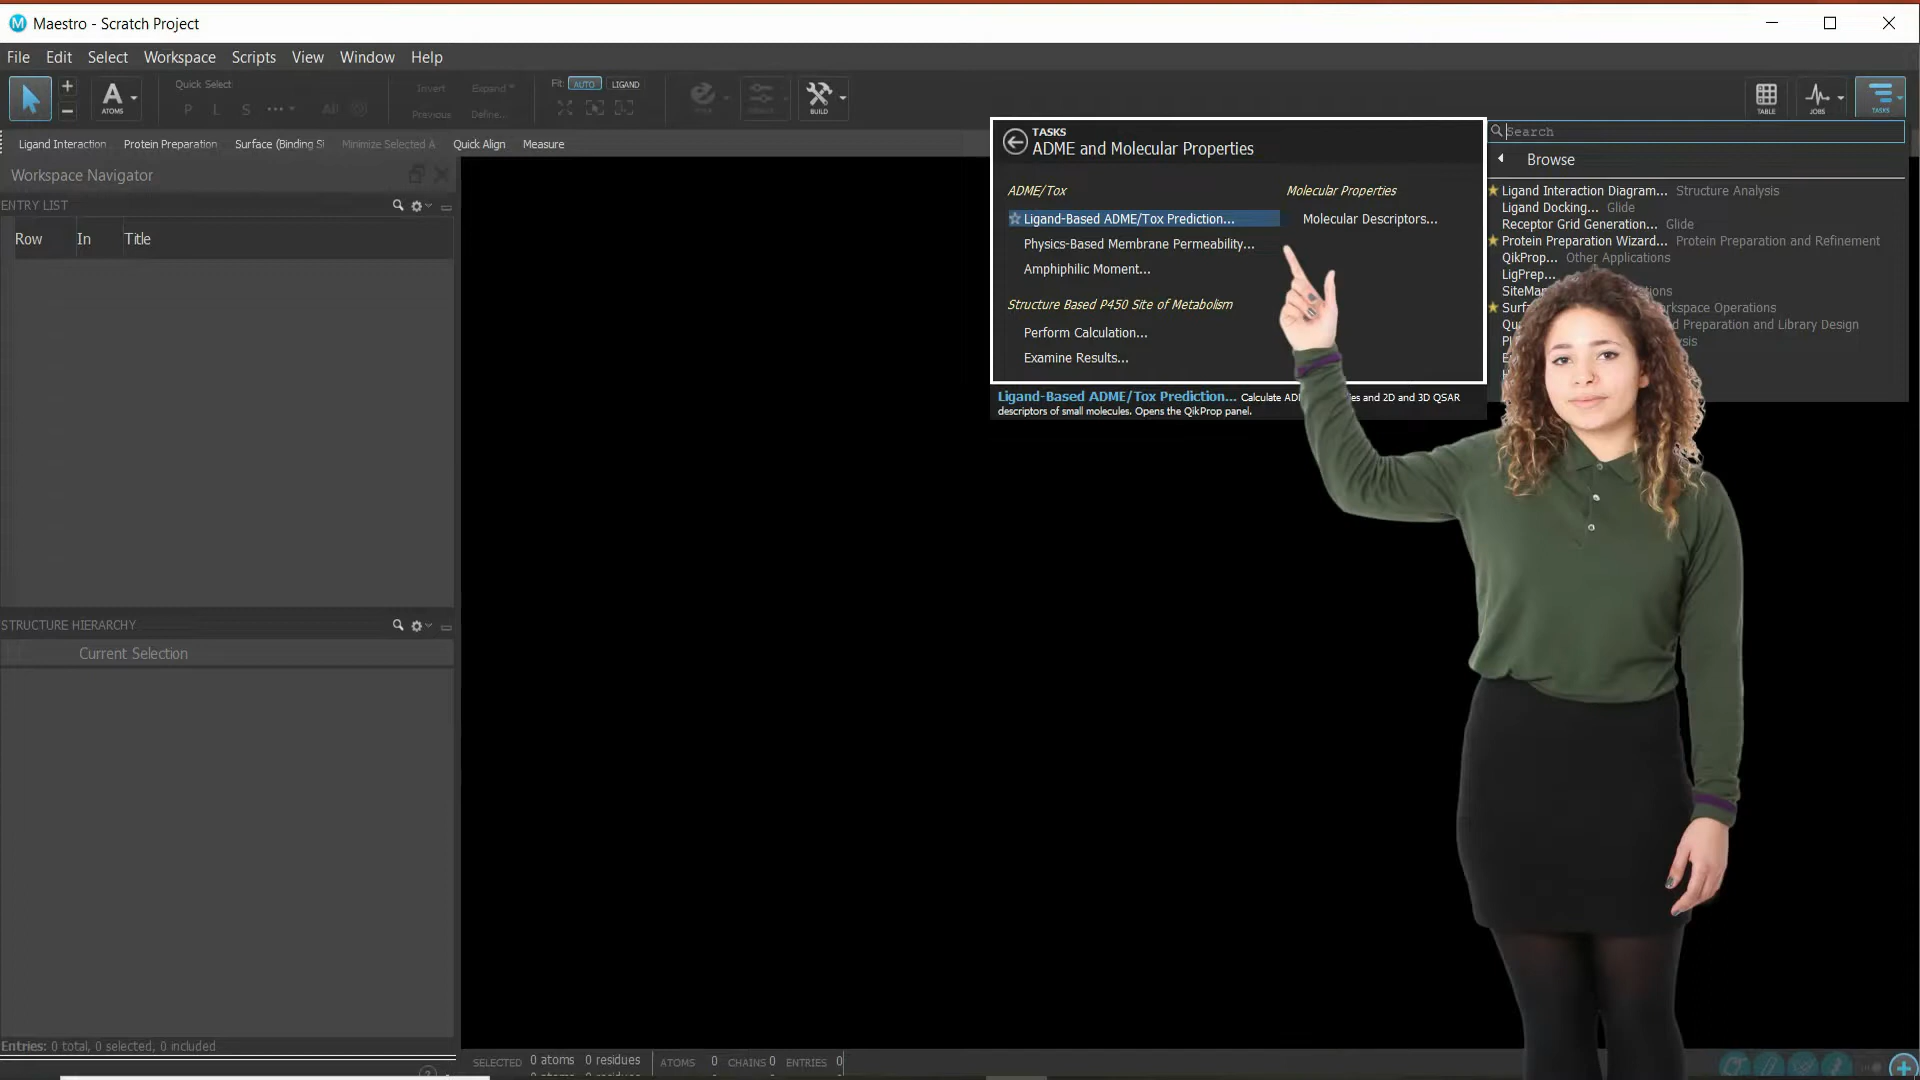 Maestro - Scratch Project
File Edit Select Workspace Scripts View Window Help
Quick Select:
P L S ... All
Invert Expand
Previous Define...
Fit: AUTO LIGAND
ATOMS
BUILD
TABLE
JOBS
TASKS
Ligand Interaction Protein Preparation Surface (Binding Si Minimize Selected A Quick Align Measure
Workspace Navigator
ENTRY LIST
Row In Title
STRUCTURE HIERARCHY
Current Selection
Entries: 0 total, 0 selected, 0 included
TASKS
ADME and Molecular Properties
ADME/Tox
Ligand-Based ADME/Tox Prediction...
Physics-Based Membrane Permeability...
Amphiphilic Moment...
Structure Based P450 Site of Metabolism
Perform Calculation...
Examine Results...
Molecular Properties
Molecular Descriptors...
Ligand-Based ADME/Tox Prediction... Calculate and 2D and 3D QSAR
descriptors of small molecules. Opens the QikProp panel.
Search
Browse
Ligand Interaction Diagram... Structure Analysis
Ligand Docking... Glide
Receptor Grid Generation... Glide
Protein Preparation Wizard... Protein Preparation and Refinement
QikProp... Other Applications
LigPrep...
Operations
Preparation and Library Design
SELECTED 0 atoms 0 residues ATOMS 0 CHAINS 0 ENTRIES 0